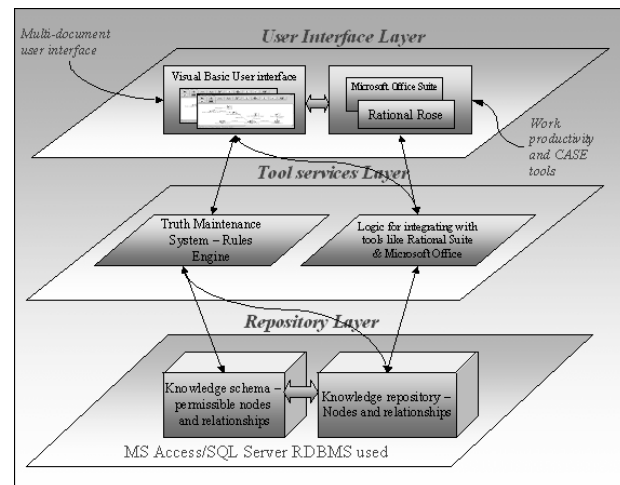 User Interface Layer
Multi-document
user interface
Visual Basic User interface
Microsoft Office Suite
Rational Rose
Work
productivity
and CASE
tools
Tool services Layer
Truth Maintenance
System – Rules
Engine
Logic for integrating with
tools like Rational Suite
& Microsoft Office
Repository Layer
Knowledge schema –
permissible nodes
and relationships
Knowledge repository –
Nodes and relationships
MS Access/SQL Server RDBMS used